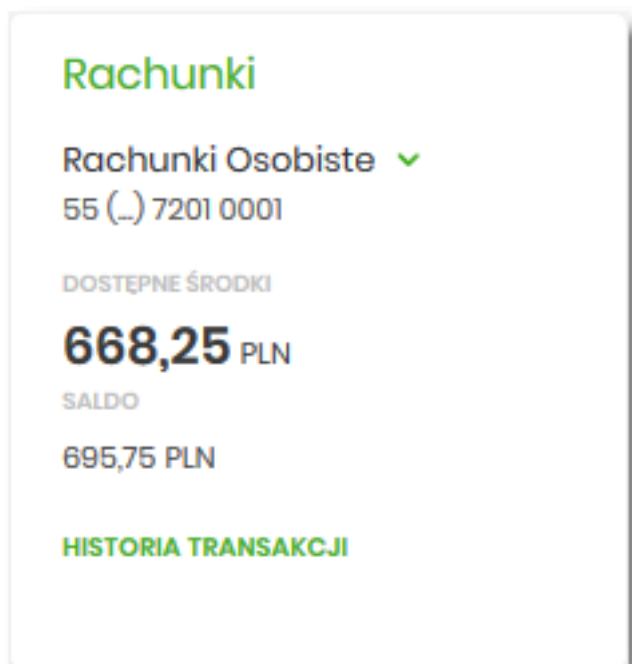 Rachunki
Rachunki Osobiste
55 (...) 7201 0001
DOSTĘPNE ŚRODKI
668,25 PLN
SALDO
695,75 PLN
HISTORIA TRANSAKCJI